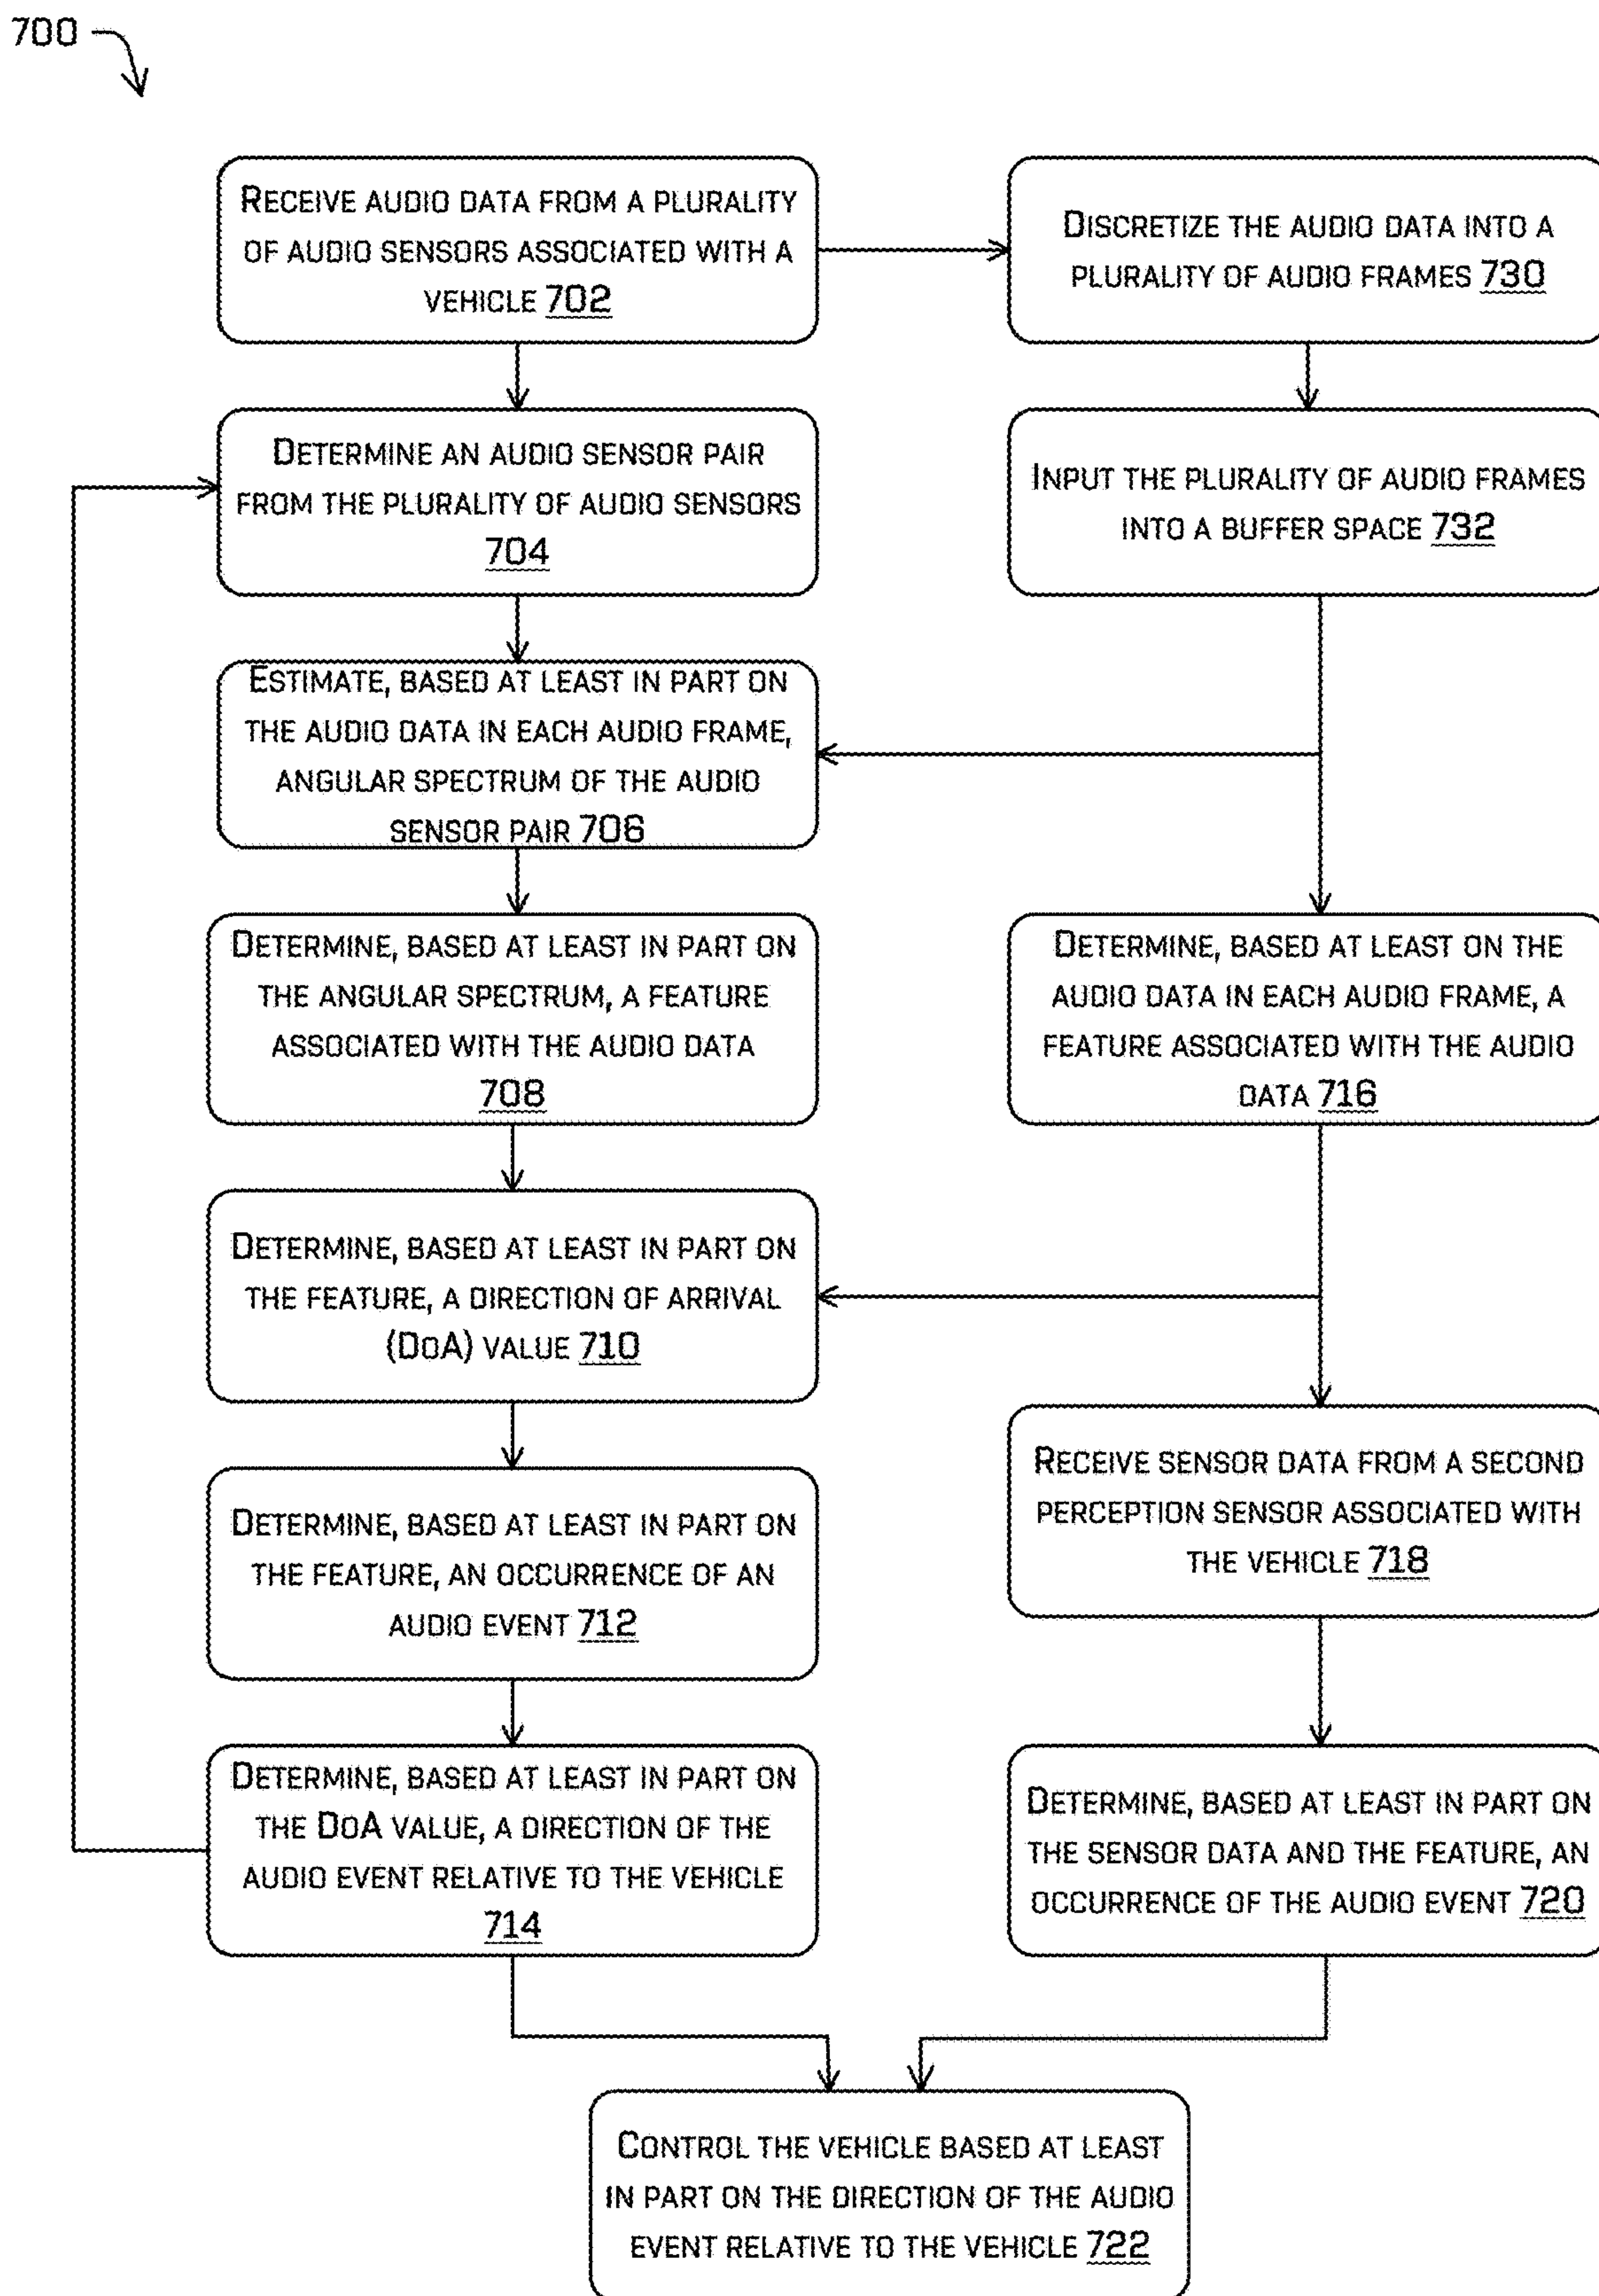 700
RECEIVE AUDIO DATA FROM A PLURALITY
OF AUDIO SENSORS ASSOCIATED WITH A
VEHICLE 702
DISCRETIZE THE AUDIO DATA INTO A
PLURALITY OF AUDIO FRAMES 730
DETERMINE AN AUDIO SENSOR PAIR
FROM THE PLURALITY OF AUDIO SENSORS
704
INPUT THE PLURALITY OF AUDIO FRAMES
INTO A BUFFER SPACE 732
ESTIMATE, BASED AT LEAST IN PART ON
THE AUDIO DATA IN EACH AUDIO FRAME,
ANGULAR SPECTRUM OF THE AUDIO
SENSOR PAIR 706
DETERMINE, BASED AT LEAST IN PART ON
THE ANGULAR SPECTRUM, A FEATURE
ASSOCIATED WITH THE AUDIO DATA
708
DETERMINE, BASED AT LEAST ON THE
AUDIO DATA IN EACH AUDIO FRAME, A
FEATURE ASSOCIATED WITH THE AUDIO
DATA 716
DETERMINE, BASED AT LEAST IN PART ON
THE FEATURE, A DIRECTION OF ARRIVAL
(DOA) VALUE 710
DETERMINE, BASED AT LEAST IN PART ON
THE FEATURE, AN OCCURRENCE OF AN
AUDIO EVENT 712
RECEIVE SENSOR DATA FROM A SECOND
PERCEPTION SENSOR ASSOCIATED WITH
THE VEHICLE 718
DETERMINE, BASED AT LEAST IN PART ON
THE DOA VALUE, A DIRECTION OF THE
AUDIO EVENT RELATIVE TO THE VEHICLE
714
DETERMINE, BASED AT LEAST IN PART ON
THE SENSOR DATA AND THE FEATURE, AN
OCCURRENCE OF THE AUDIO EVENT 720
CONTROL THE VEHICLE BASED AT LEAST
IN PART ON THE DIRECTION OF THE AUDIO
EVENT RELATIVE TO THE VEHICLE 722